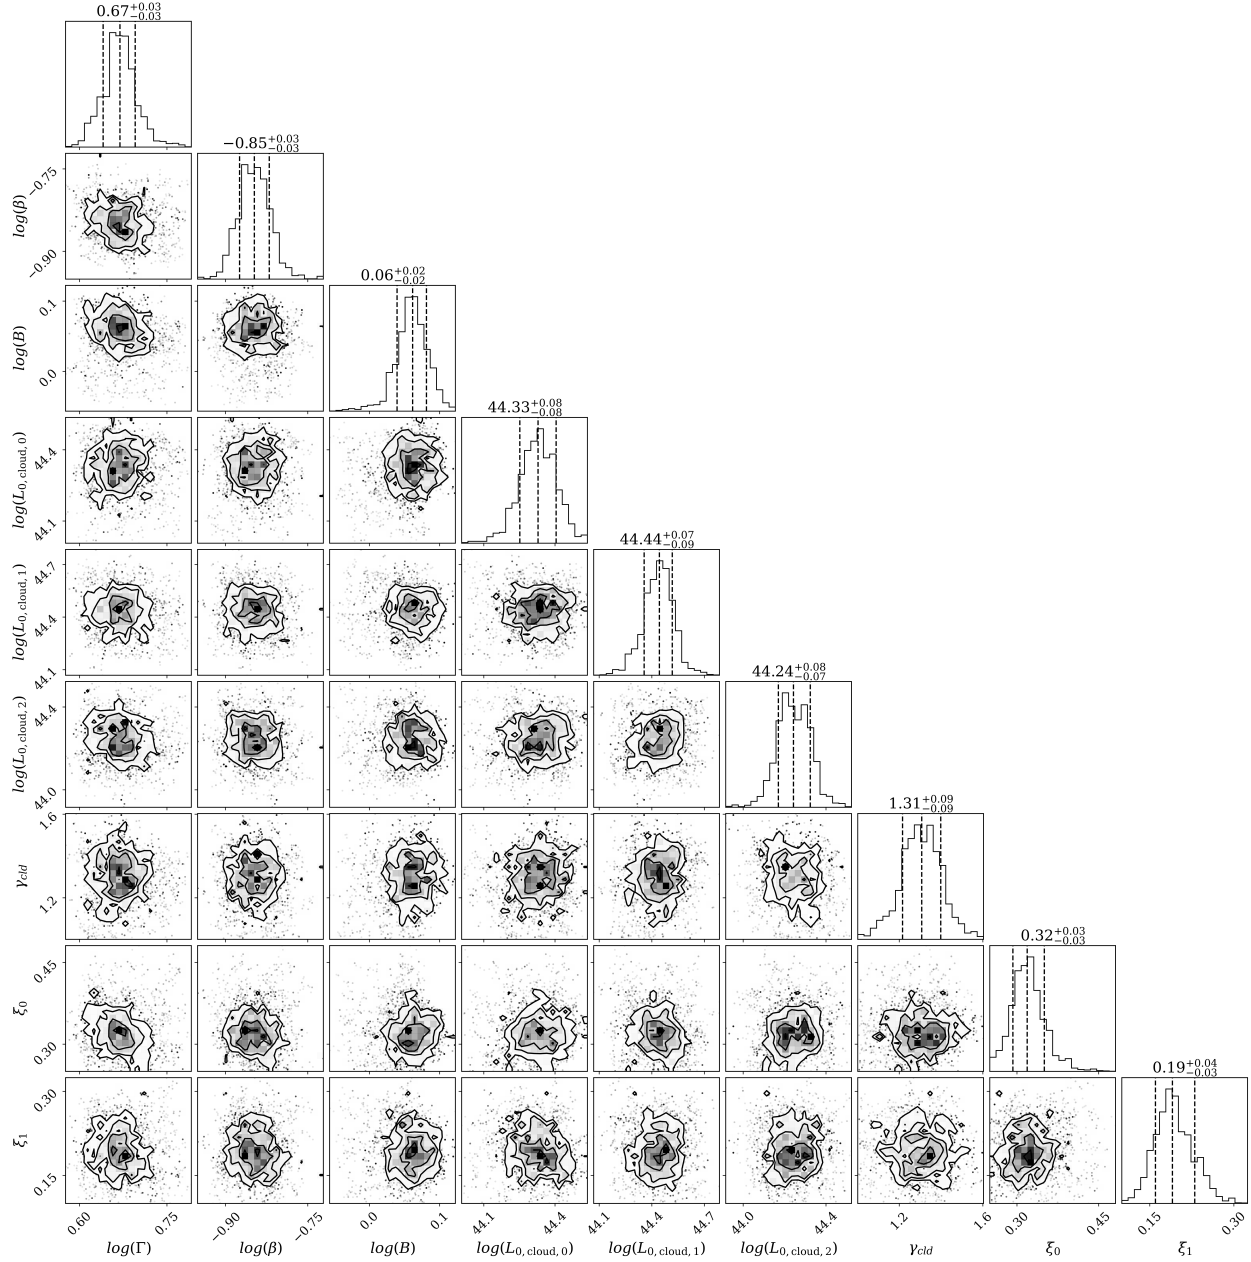 0.67+0.03−0.03
−0.85+0.03−0.03
−0.75
−0.90
log(β)
0.06+0.02−0.02
0.1
0.0
log(B)
44.33+0.08−0.08
44.4
44.1
log(L0,cloud,0)
44.44+0.07−0.09
44.7
44.4
44.1
log(L0,cloud,1)
44.24+0.08−0.07
44.4
44.0
log(L0,cloud,2)
1.31+0.09−0.09
1.6
1.2
γcld
0.32+0.03−0.03
0.45
0.30
ξ0
0.19+0.04−0.03
0.30
0.15
ξ1
0.60 0.75 −0.90 −0.75 0.0 0.1 44.1 44.4 44.1 44.4 44.7 44.0 44.4 1.2 1.6 0.30 0.45 0.15 0.30
log(Γ) log(β) log(B) log(L0,cloud,0) log(L0,cloud,1) log(L0,cloud,2) γcld ξ0 ξ1